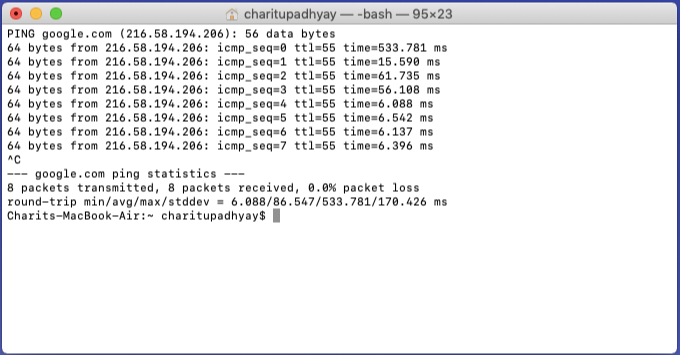 charitupadhyay — -bash — 95×23
PING google.com (216.58.194.206): 56 data bytes
64 bytes from 216.58.194.206: icmp_seq=0 ttl=55 time=533.781 ms
64 bytes from 216.58.194.206: icmp_seq=1 ttl=55 time=15.590 ms
64 bytes from 216.58.194.206: icmp_seq=2 ttl=55 time=61.735 ms
64 bytes from 216.58.194.206: icmp_seq=3 ttl=55 time=56.108 ms
64 bytes from 216.58.194.206: icmp_seq=4 ttl=55 time=6.088 ms
64 bytes from 216.58.194.206: icmp_seq=5 ttl=55 time=6.542 ms
64 bytes from 216.58.194.206: icmp_seq=6 ttl=55 time=6.137 ms
64 bytes from 216.58.194.206: icmp_seq=7 ttl=55 time=6.396 ms
^C
--- google.com ping statistics ---
8 packets transmitted, 8 packets received, 0.0% packet loss
round-trip min/avg/max/stddev = 6.088/86.547/533.781/170.426 ms
Charits-MacBook-Air:~ charitupadhyay$